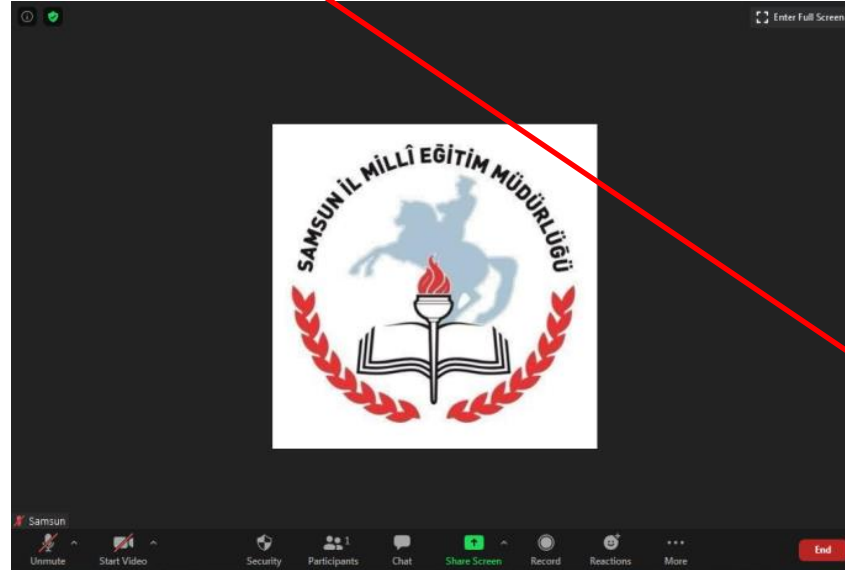 Enter Full Screen
SAMSUN İL MİLLÎ EĞİTİM MÜDÜRLÜĞÜ
Samsun
Unmute Start Video Security Participants 1 Chat Share Screen Record Reactions More End